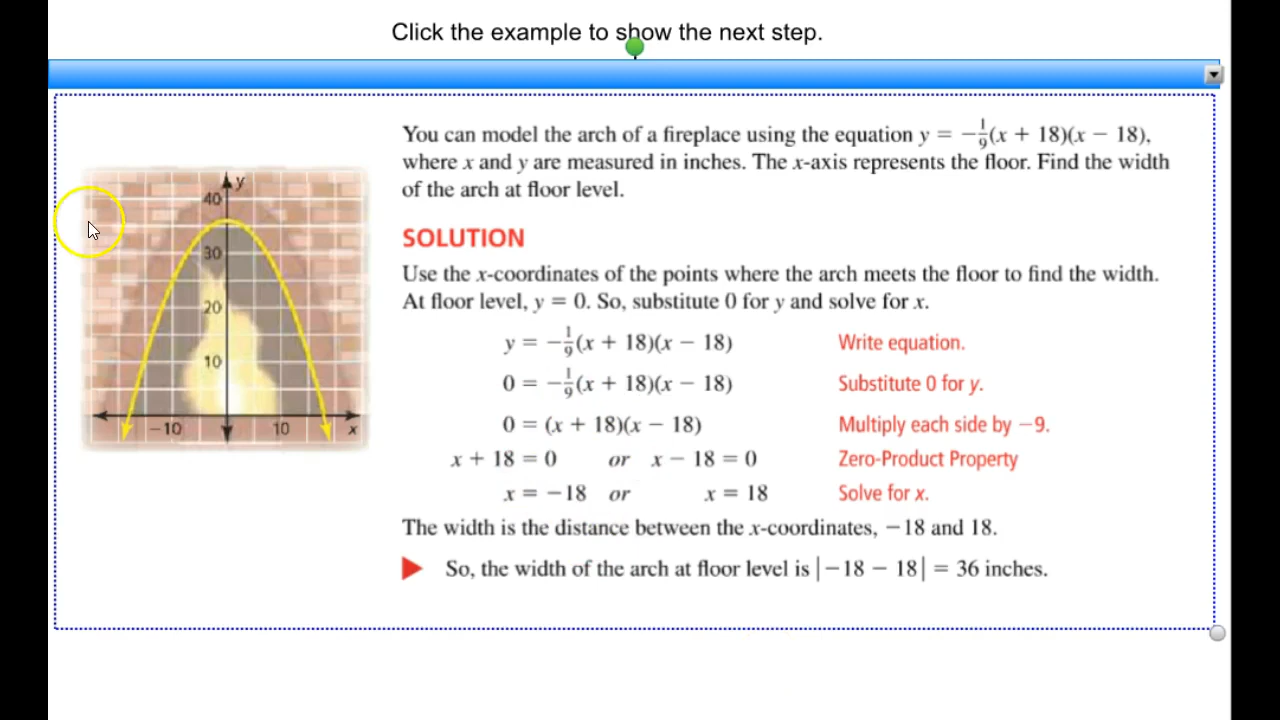 Click the example to show the next step.
You can model the arch of a fireplace using the equation y = −1/9(x + 18)(x − 18),
where x and y are measured in inches. The x-axis represents the floor. Find the width
of the arch at floor level.
SOLUTION
Use the x-coordinates of the points where the arch meets the floor to find the width.
At floor level, y = 0. So, substitute 0 for y and solve for x.
y = −1/9(x + 18)(x − 18) Write equation.
0 = −1/9(x + 18)(x − 18) Substitute 0 for y.
0 = (x + 18)(x − 18) Multiply each side by −9.
x + 18 = 0 or x − 18 = 0 Zero-Product Property
x = −18 or x = 18 Solve for x.
The width is the distance between the x-coordinates, −18 and 18.
So, the width of the arch at floor level is |−18 − 18| = 36 inches.
y
40
30
20
10
−10 10 x